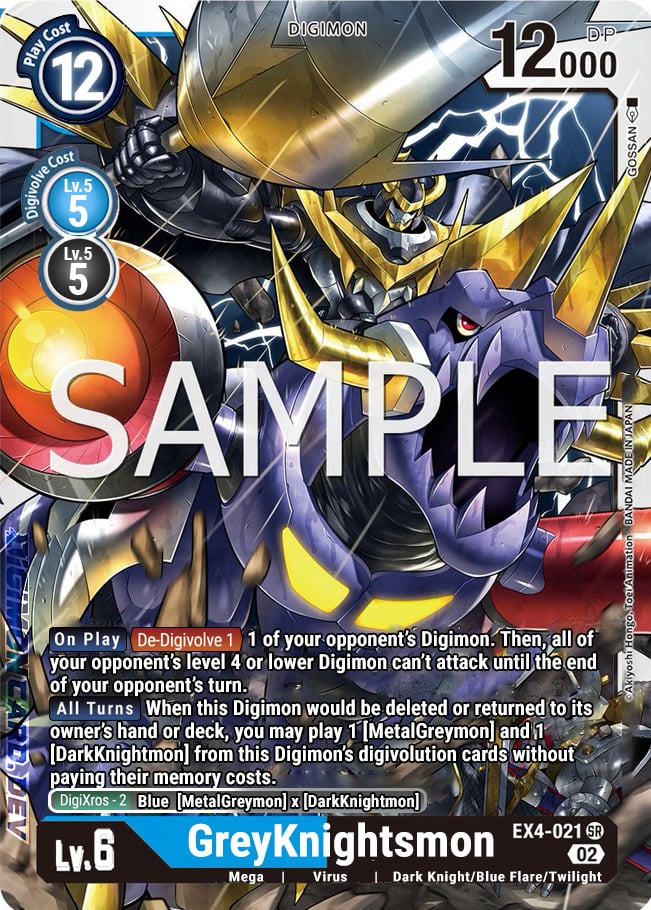 DIGIMON
Play Cost
12
12000
DP
GOSSAN
Digivolve Cost
Lv.5
5
Lv.5
5
SAMPLE
©Akiyoshi Hongo, Toei Animation BANDAI MADE IN JAPAN
On Play De-Digivolve 1 1 of your opponent's Digimon. Then, all of
your opponent's level 4 or lower Digimon can't attack until the end
of your opponent's turn.
All Turns When this Digimon would be deleted or returned to its
owner's hand or deck, you may play 1 [MetalGreymon] and 1
[DarkKnightmon] from this Digimon's digivolution cards without
paying their memory costs.
DigiXros - 2 Blue [MetalGreymon] x [DarkKnightmon]
Lv.6
GreyKnightsmon
EX4-021 SR
02
Mega | Virus | Dark Knight/Blue Flare/Twilight